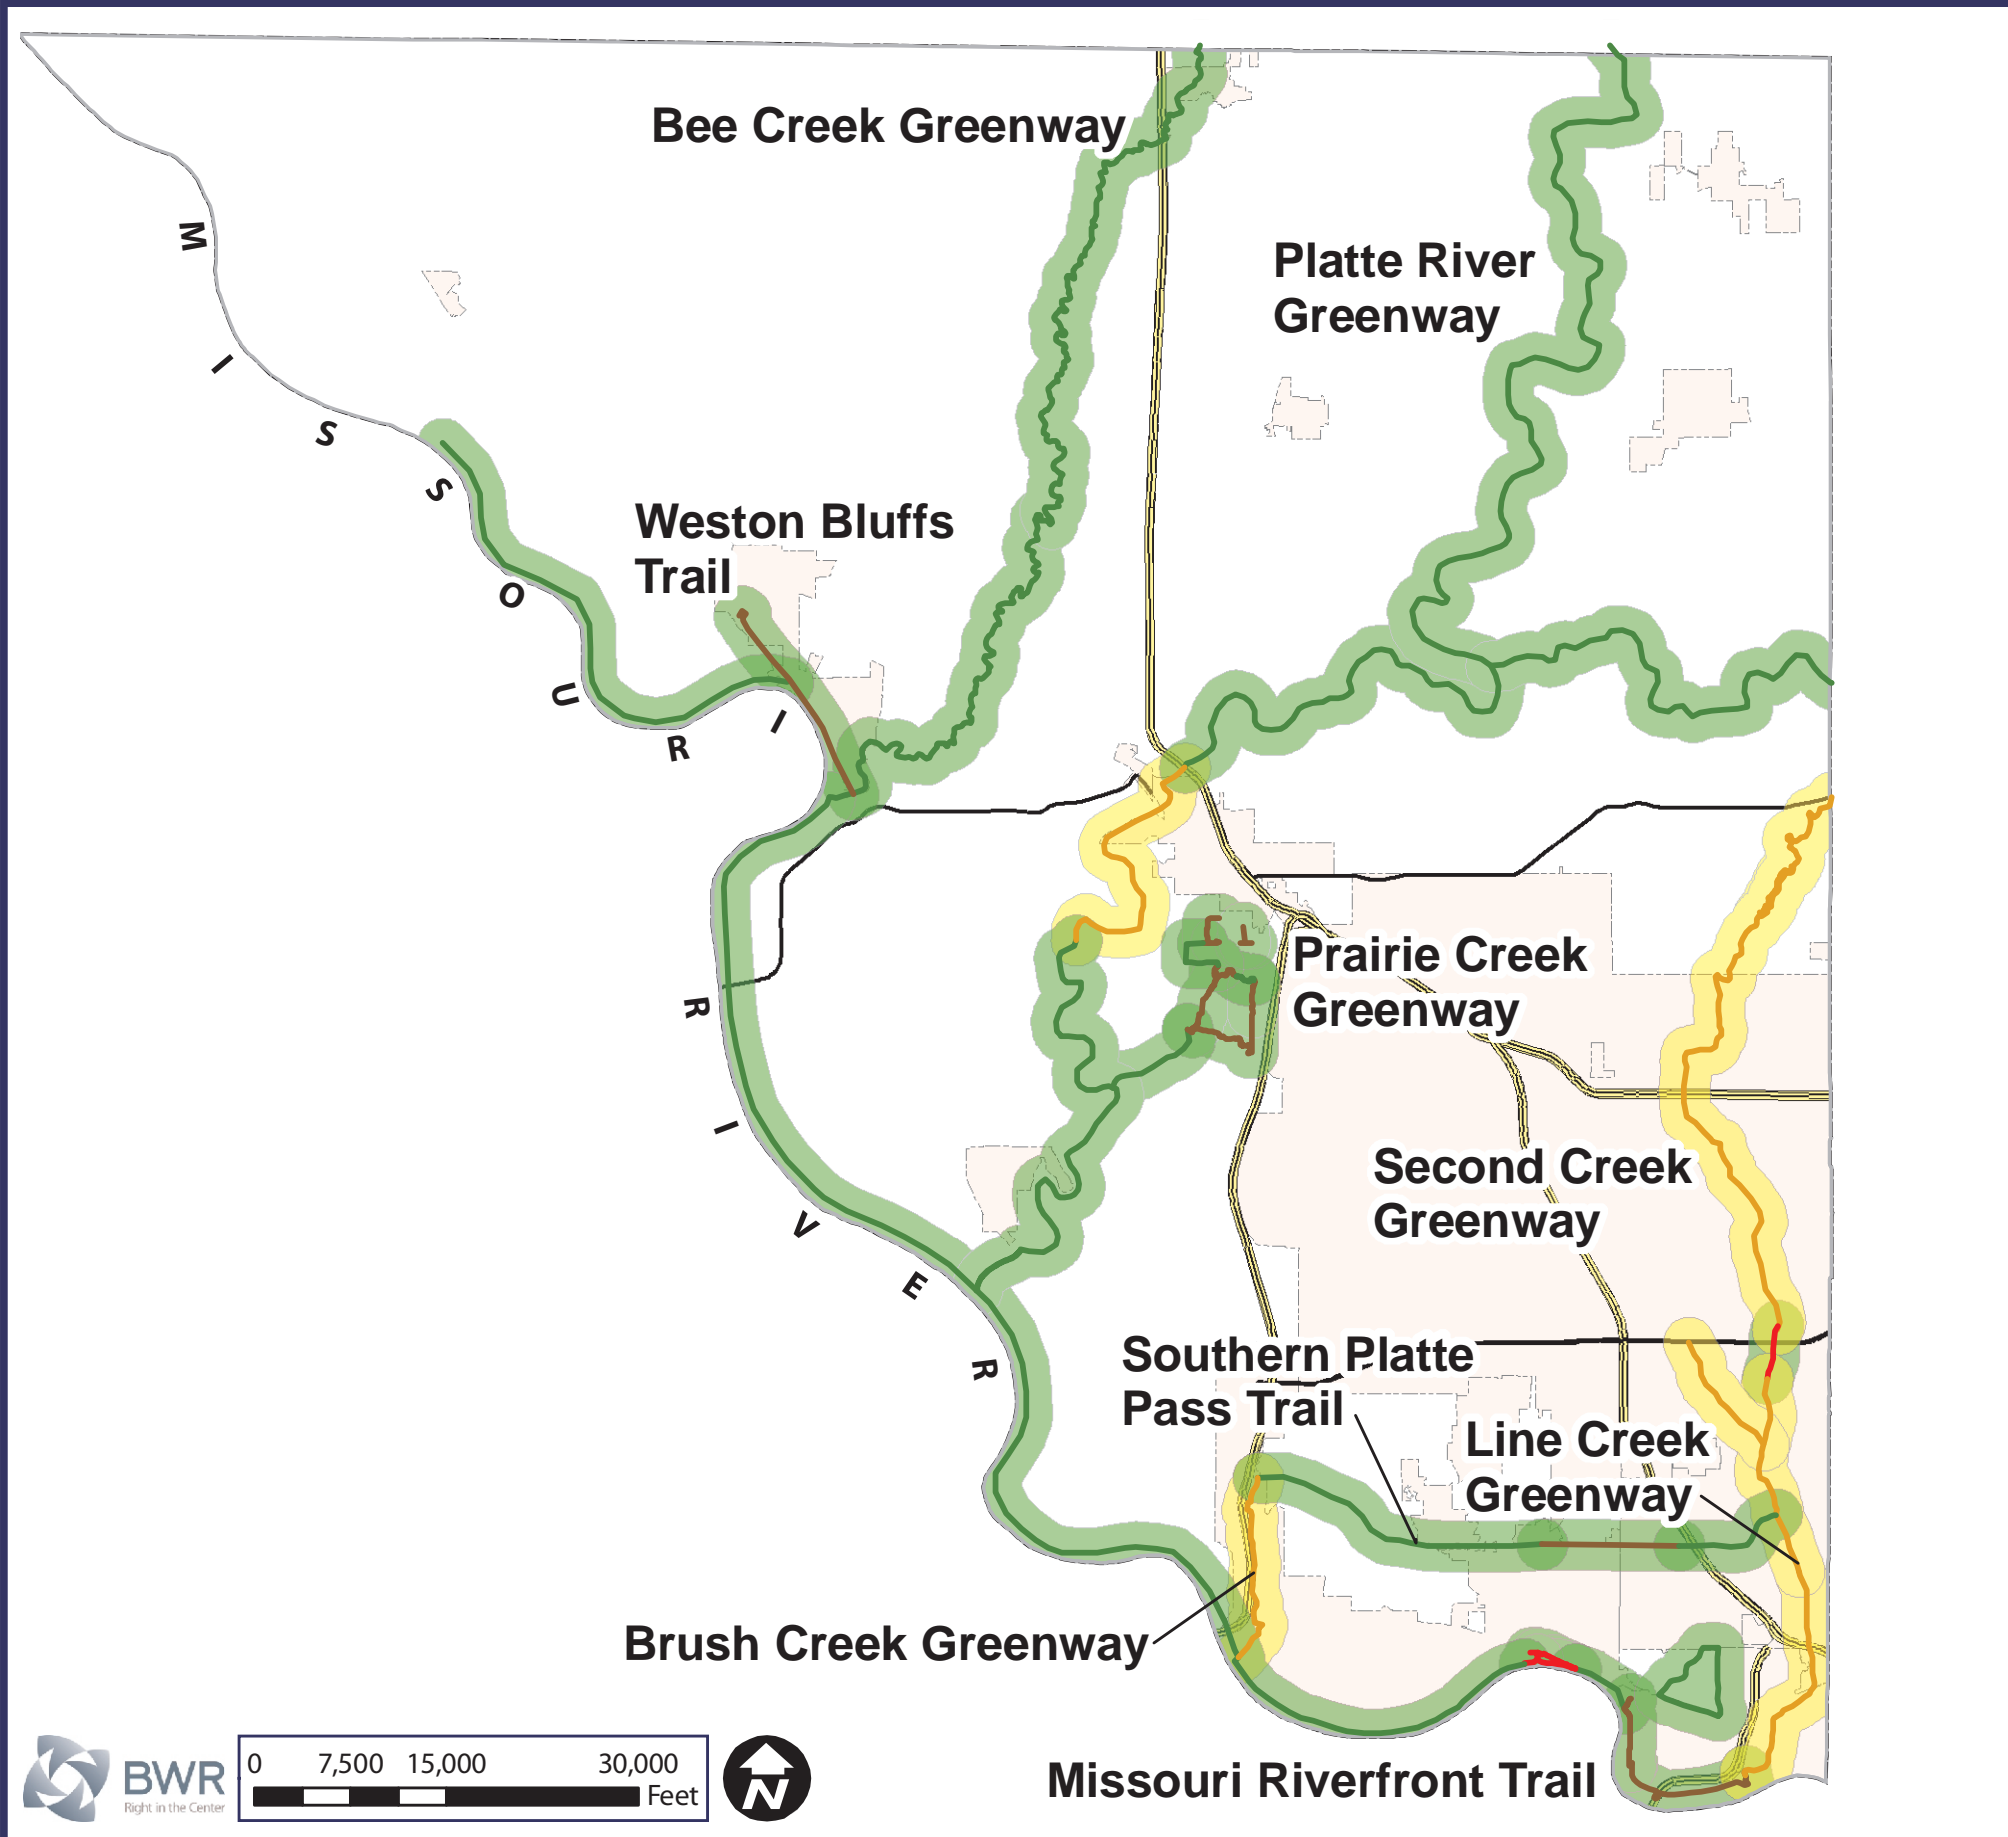 Bee Creek Greenway
Platte River
Greenway
Weston Bluffs
Trail
MISSOURI RIVER
Prairie Creek
Greenway
Second Creek
Greenway
Southern Platte
Pass Trail
Line Creek
Greenway
Brush Creek Greenway
Missouri Riverfront Trail
BWR
Right in the Center
0 7,500 15,000 30,000
Feet
N